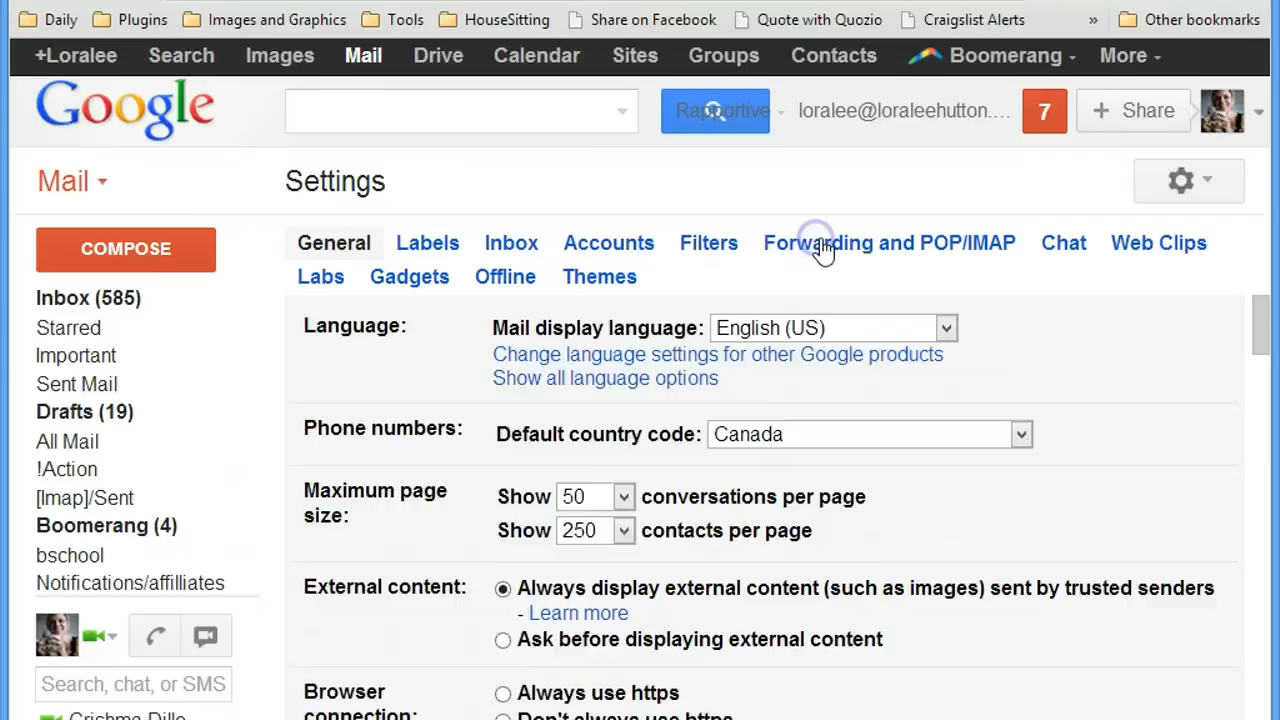 Daily Plugins Images and Graphics Tools HouseSitting Share on Facebook Quote with Quozio Craigslist Alerts » Other bookmarks
+Loralee Search Images Mail Drive Calendar Sites Groups Contacts Boomerang More
Google Rapportive loralee@loraleehutton.... 7 + Share
Mail Settings
COMPOSE
Inbox (585)
Starred
Important
Sent Mail
Drafts (19)
All Mail
!Action
[Imap]/Sent
Boomerang (4)
bschool
Notifications/affiliates
Search, chat, or SMS
Crishma Dille
General Labels Inbox Accounts Filters Forwarding and POP/IMAP Chat Web Clips
Labs Gadgets Offline Themes
Language: Mail display language: English (US)
Change language settings for other Google products
Show all language options
Phone numbers: Default country code: Canada
Maximum page size: Show 50 conversations per page
Show 250 contacts per page
External content: Always display external content (such as images) sent by trusted senders
- Learn more
Ask before displaying external content
Browser connection: Always use https
Don't always use https